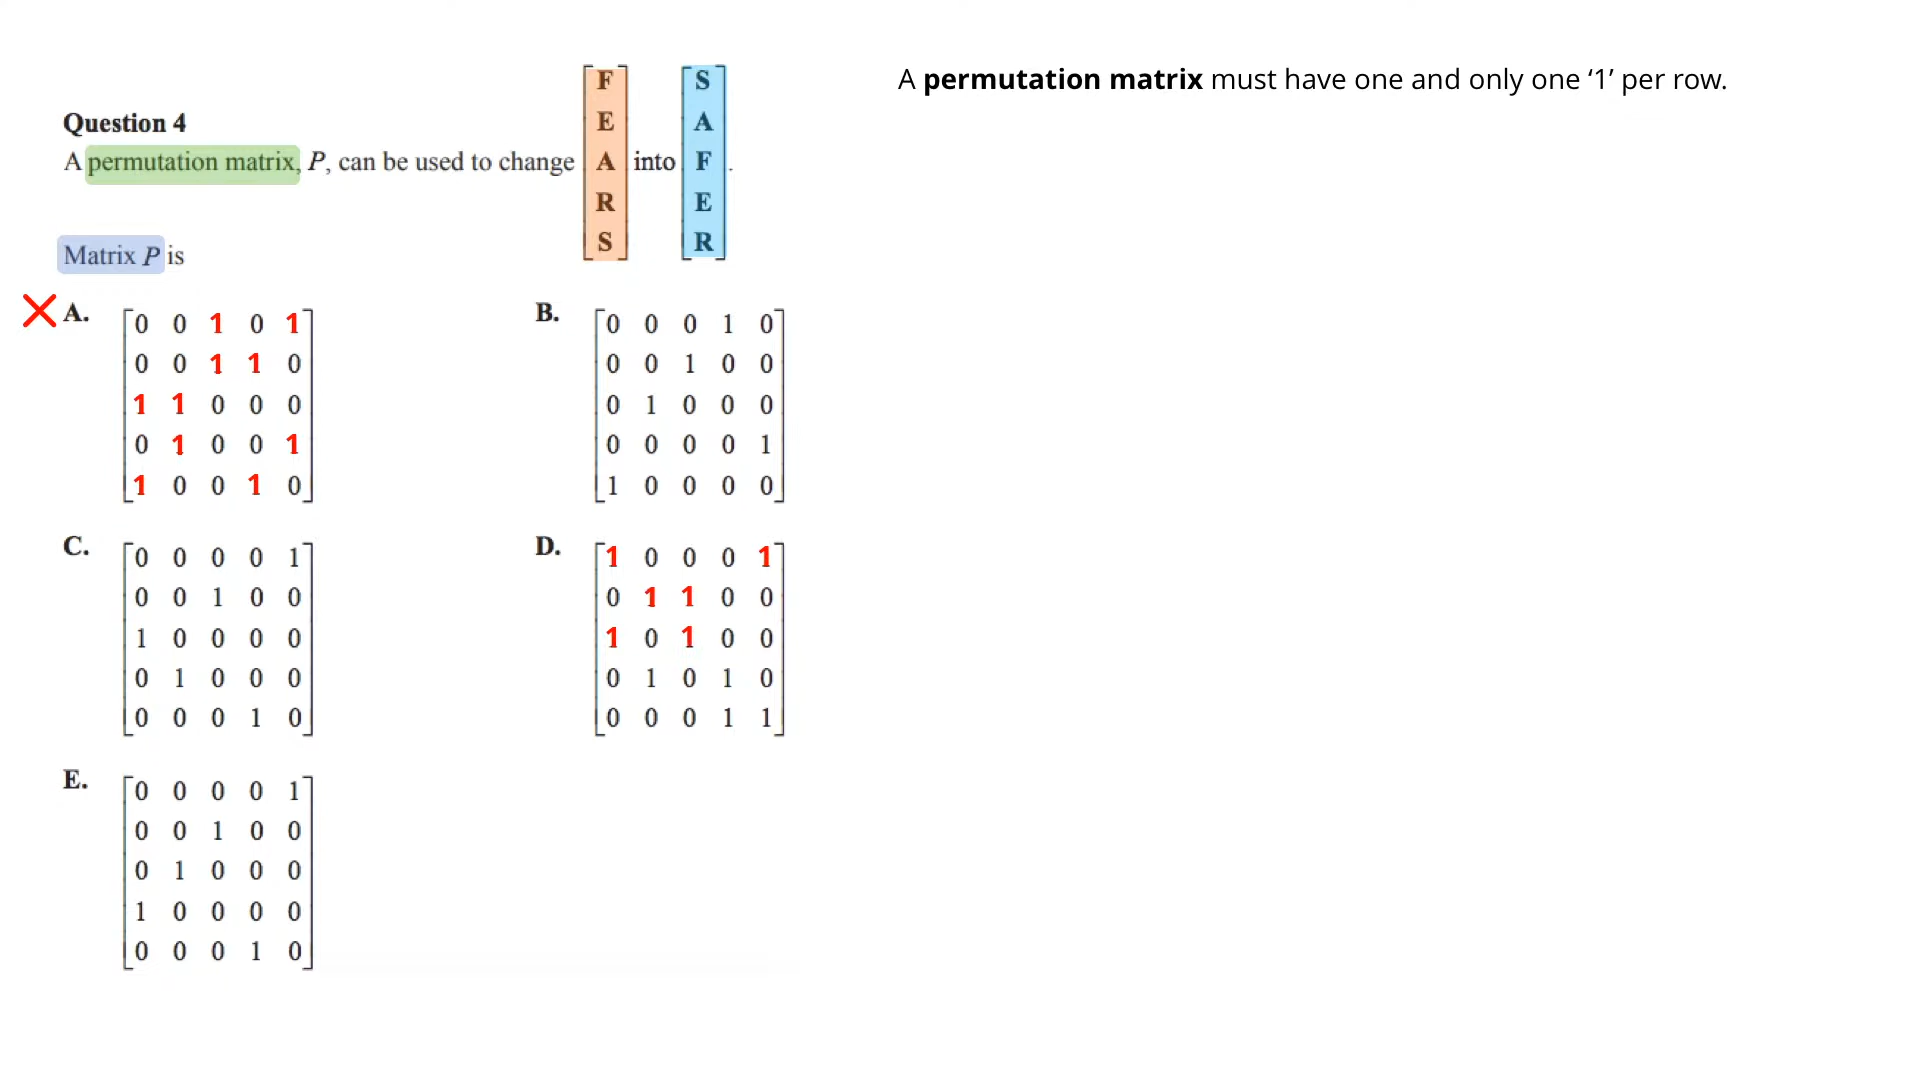 A permutation matrix must have one and only one ‘1’ per row.
Question 4
A permutation matrix, P, can be used to change [F E A R S] into [S A F E R].
Matrix P is
A.
0 0 1 0 1
0 0 1 1 0
1 1 0 0 0
0 1 0 0 1
1 0 0 1 0
B.
0 0 0 1 0
0 0 1 0 0
0 1 0 0 0
0 0 0 0 1
1 0 0 0 0
C.
0 0 0 0 1
0 0 1 0 0
1 0 0 0 0
0 1 0 0 0
0 0 0 1 0
D.
1 0 0 0 1
0 1 1 0 0
1 0 1 0 0
0 1 0 1 0
0 0 0 1 1
E.
0 0 0 0 1
0 0 1 0 0
0 1 0 0 0
1 0 0 0 0
0 0 0 1 0